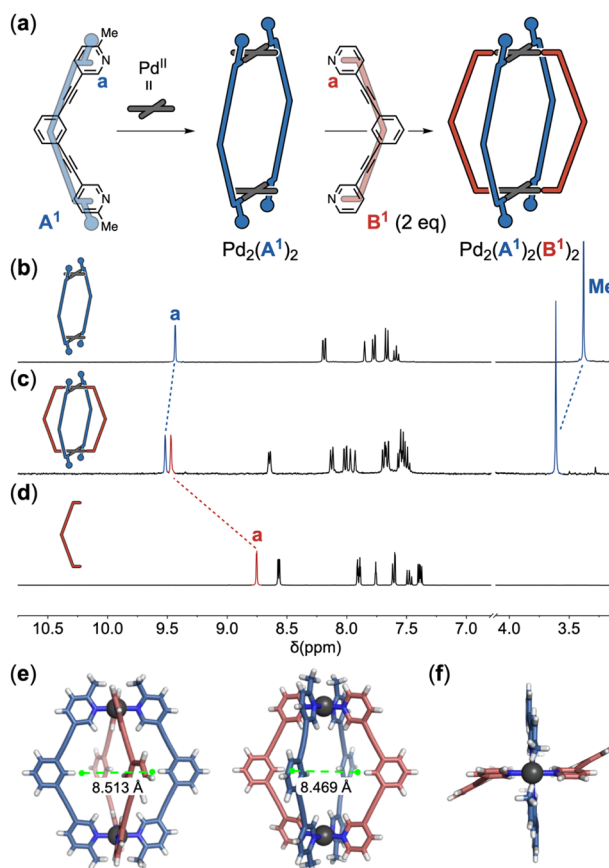 (a)
Me
N
a
Pd^II
N
Me
A¹
Pd₂(A¹)₂
N
a
N
B¹ (2 eq)
Pd₂(A¹)₂(B¹)₂
(b)
a
Me
(c)
(d)
a
10.5 10.0 9.5 9.0 8.5 8.0 7.5 7.0 4.0 3.5
δ(ppm)
(e)
(f)
8.513 Å
8.469 Å